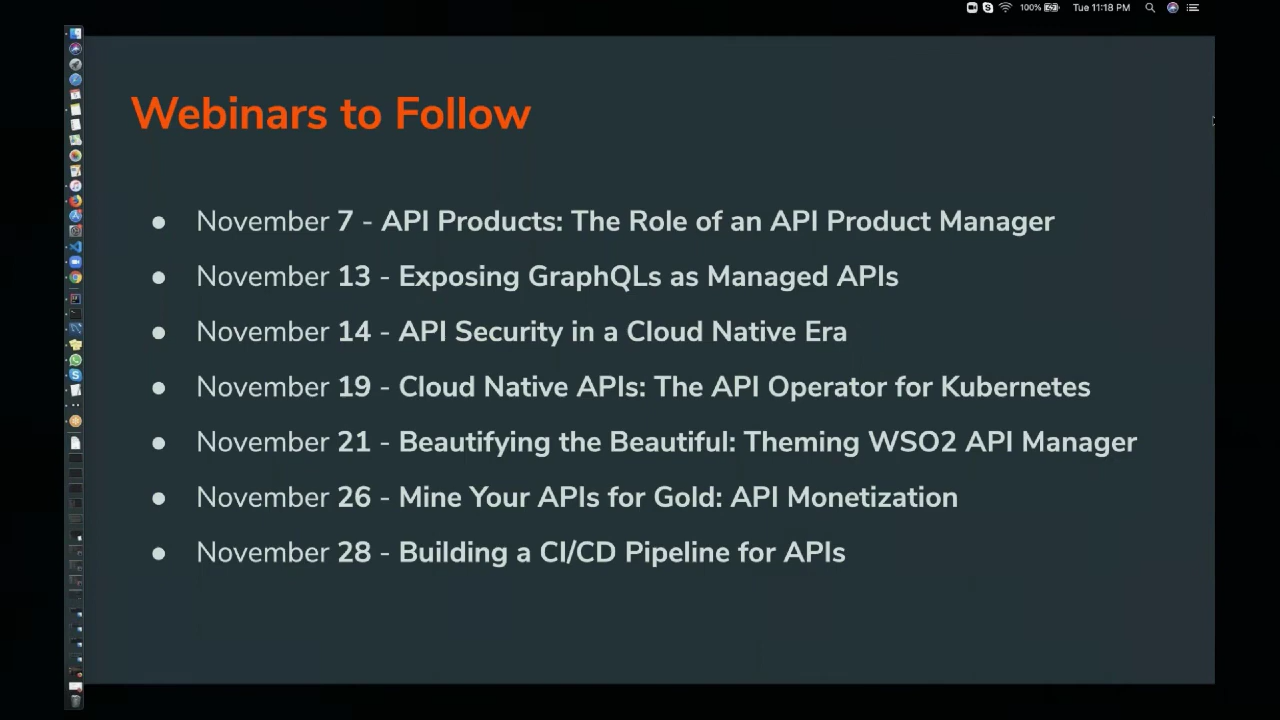 100% Tue 11:18 PM
Webinars to Follow
● November 7 - API Products: The Role of an API Product Manager
● November 13 - Exposing GraphQLs as Managed APIs
● November 14 - API Security in a Cloud Native Era
● November 19 - Cloud Native APIs: The API Operator for Kubernetes
● November 21 - Beautifying the Beautiful: Theming WSO2 API Manager
● November 26 - Mine Your APIs for Gold: API Monetization
● November 28 - Building a CI/CD Pipeline for APIs